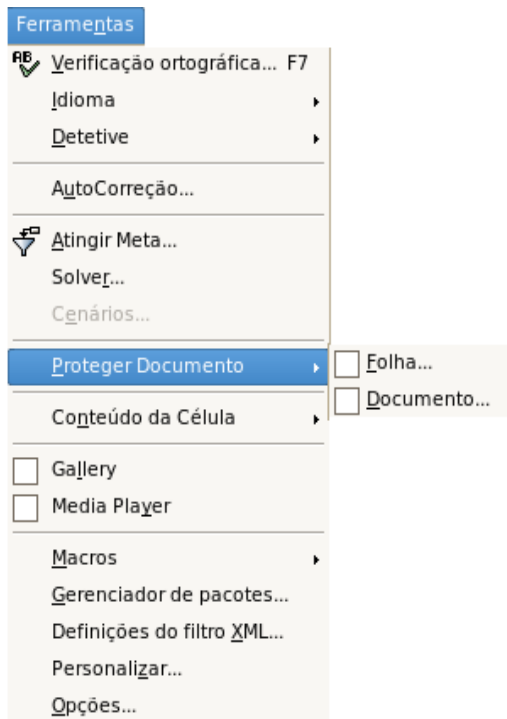 Ferramentas
Verificação ortográfica... F7
Idioma
Detetive
AutoCorreção...
Atingir Meta...
Solver...
Cenários...
Proteger Documento
Folha...
Documento...
Conteúdo da Célula
Gallery
Media Player
Macros
Gerenciador de pacotes...
Definições do filtro XML...
Personalizar...
Opções...